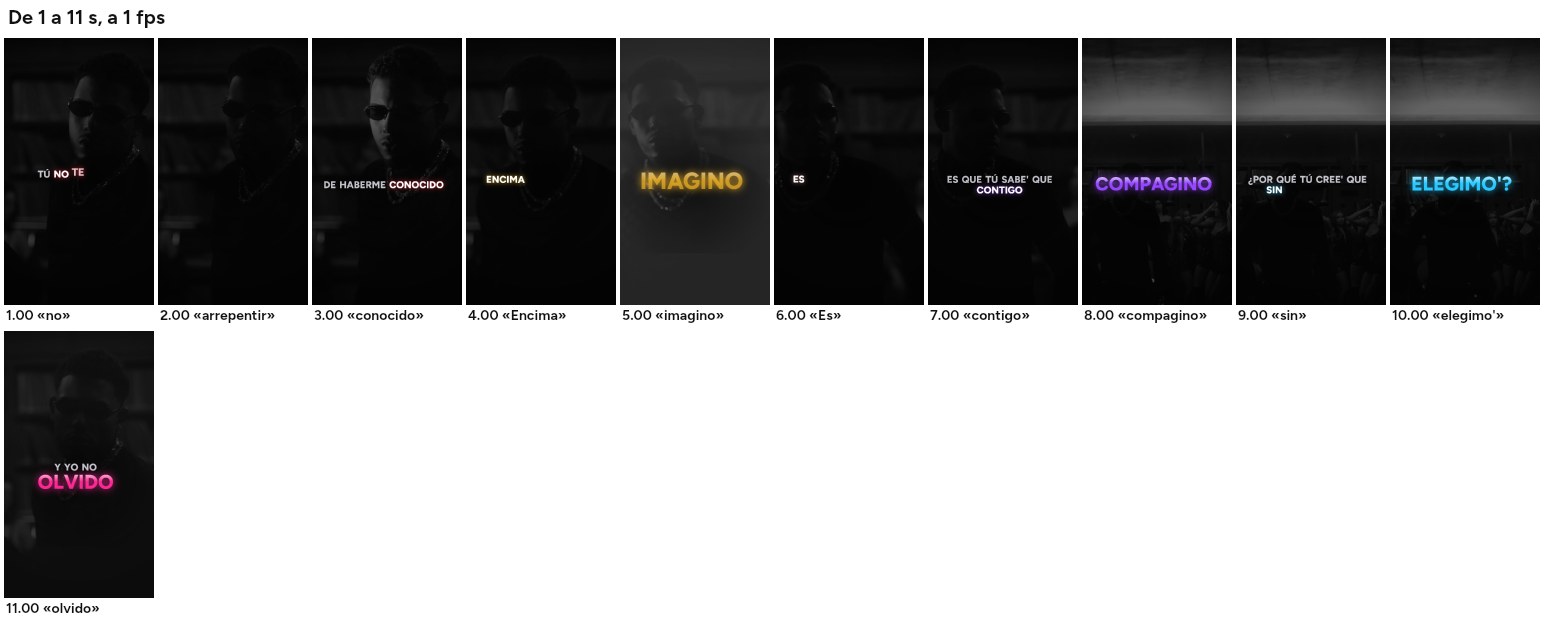 De 1 a 11 s, a 1 fps
TÚ NO TE
DE HABERME CONOCIDO
ENCIMA
IMAGINO
ES
ES QUE TÚ SABE' QUE
CONTIGO
COMPAGINO
¿POR QUÉ TÚ CREE' QUE
SIN
ELEGIMO'?
1.00 «no»
2.00 «arrepentir»
3.00 «conocido»
4.00 «Encima»
5.00 «imagino»
6.00 «Es»
7.00 «contigo»
8.00 «compagino»
9.00 «sin»
10.00 «elegimo'»
Y YO NO
OLVIDO
11.00 «olvido»